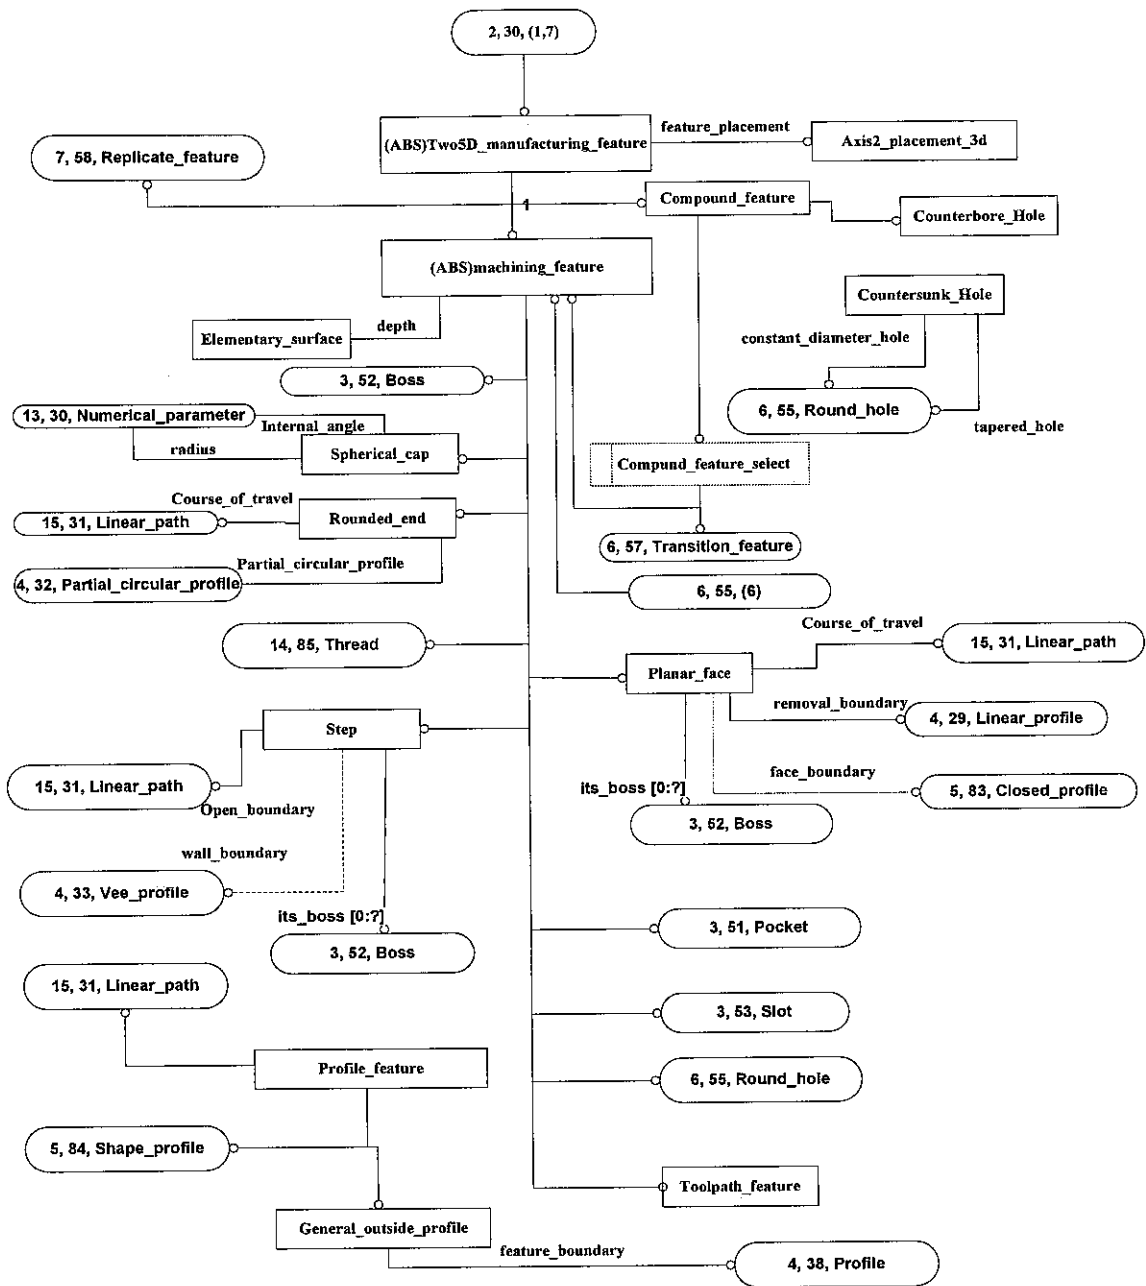 2, 30, (1,7)
(ABS)Two5D_manufacturing_feature
feature_placement
Axis2_placement_3d
7, 58, Replicate_feature
1
Compound_feature
Counterbore_Hole
(ABS)machining_feature
Countersunk_Hole
Elementary_surface
depth
constant_diameter_hole
3, 52, Boss
13, 30, Numerical_parameter
Internal_angle
6, 55, Round_hole
tapered_hole
radius
Spherical_cap
Compund_feature_select
Course_of_travel
15, 31, Linear_path
Rounded_end
6, 57, Transition_feature
Partial_circular_profile
4, 32, Partial_circular_profile
6, 55, (6)
Course_of_travel
14, 85, Thread
15, 31, Linear_path
Planar_face
removal_boundary
4, 29, Linear_profile
Step
15, 31, Linear_path
Open_boundary
face_boundary
its_boss [0:?]
5, 83, Closed_profile
3, 52, Boss
wall_boundary
4, 33, Vee_profile
its_boss [0:?]
3, 52, Boss
3, 51, Pocket
15, 31, Linear_path
3, 53, Slot
Profile_feature
6, 55, Round_hole
5, 84, Shape_profile
Toolpath_feature
General_outside_profile
feature_boundary
4, 38, Profile